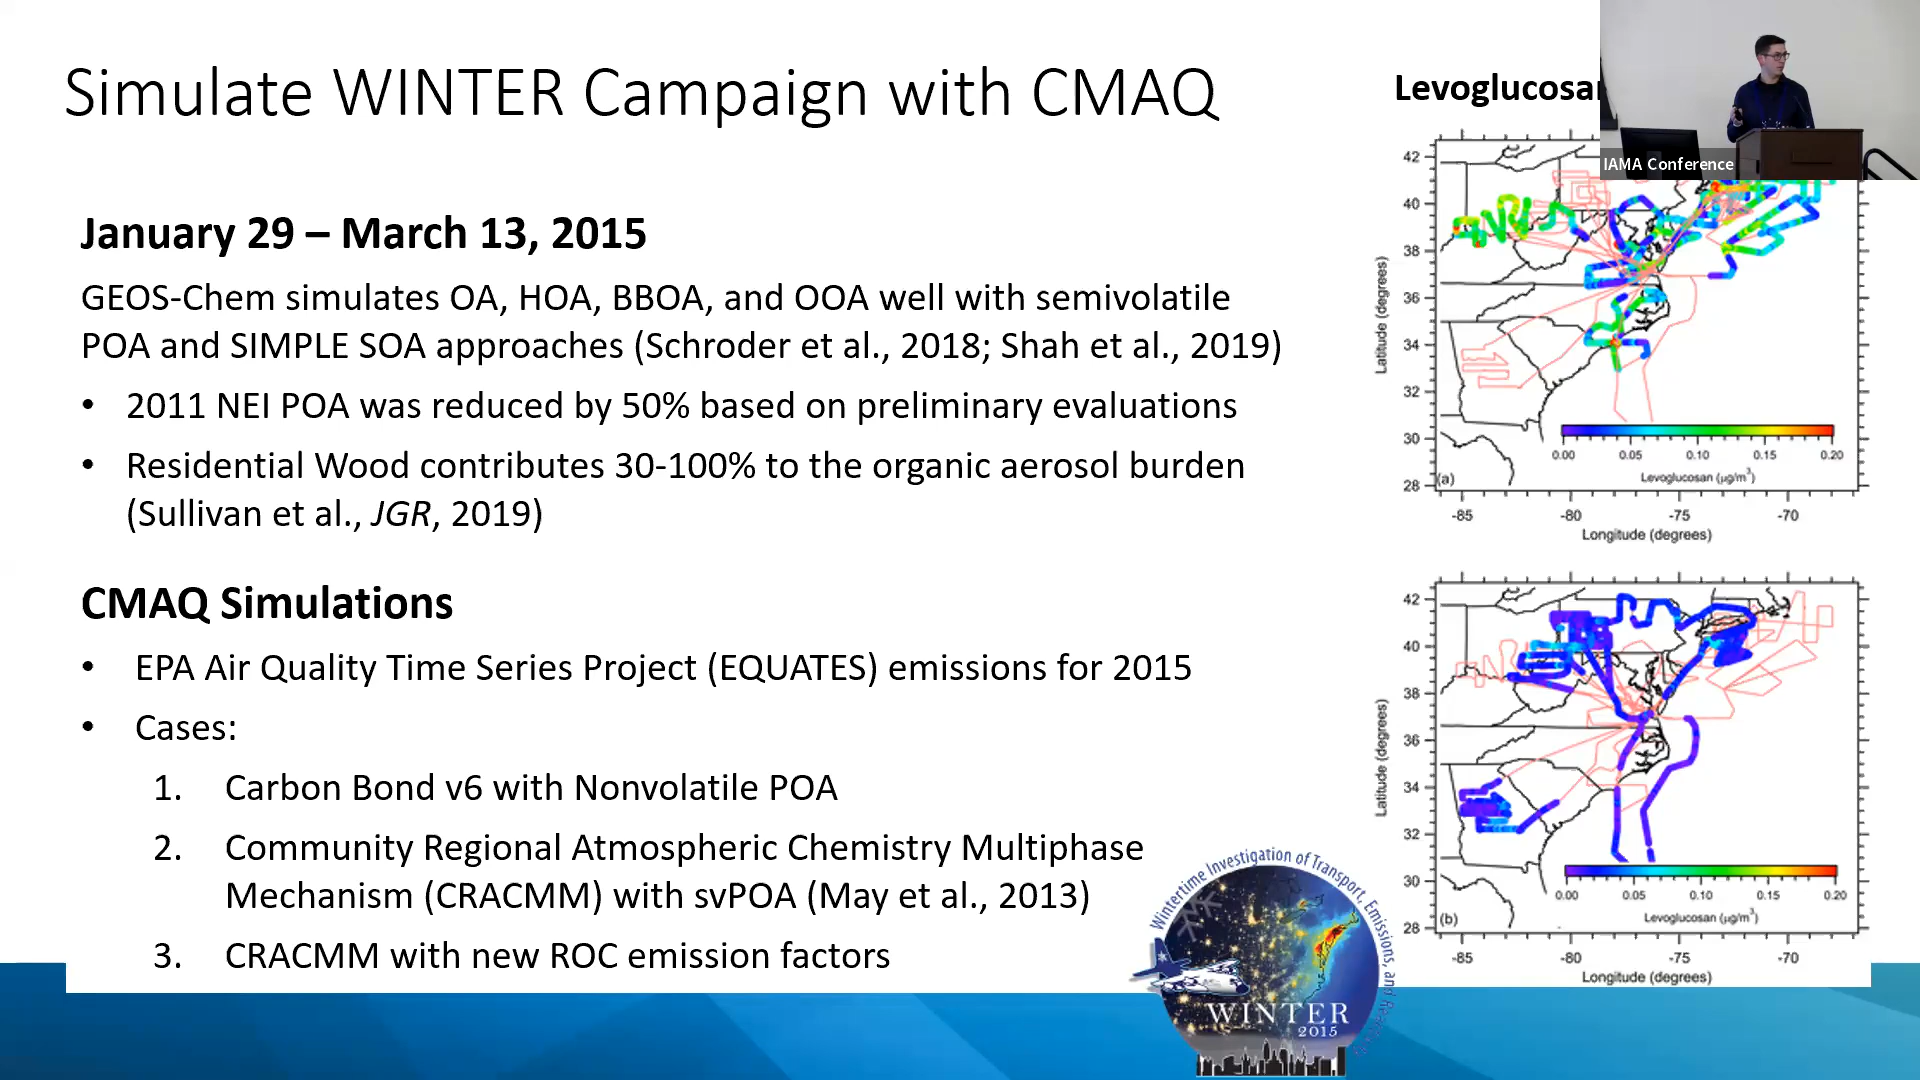 Simulate WINTER Campaign with CMAQ
January 29 – March 13, 2015
GEOS-Chem simulates OA, HOA, BBOA, and OOA well with semivolatile
POA and SIMPLE SOA approaches (Schroder et al., 2018; Shah et al., 2019)
• 2011 NEI POA was reduced by 50% based on preliminary evaluations
• Residential Wood contributes 30-100% to the organic aerosol burden
(Sullivan et al., JGR, 2019)
CMAQ Simulations
• EPA Air Quality Time Series Project (EQUATES) emissions for 2015
• Cases:
1. Carbon Bond v6 with Nonvolatile POA
2. Community Regional Atmospheric Chemistry Multiphase
Mechanism (CRACMM) with svPOA (May et al., 2013)
3. CRACMM with new ROC emission factors
Levoglucosa
IAMA Conference
42
40
38
36
34
32
30
28
Latitude (degrees)
0.00 0.05 0.10 0.15 0.20
Levoglucosan (µg/m³)
(a)
-85 -80 -75 -70
Longitude (degrees)
42
40
38
36
34
32
30
28
Latitude (degrees)
0.00 0.05 0.10 0.15 0.20
Levoglucosan (µg/m³)
(b)
-85 -80 -75 -70
Longitude (degrees)
Wintertime Investigation of Transport, Emissions, and
WINTER
2015